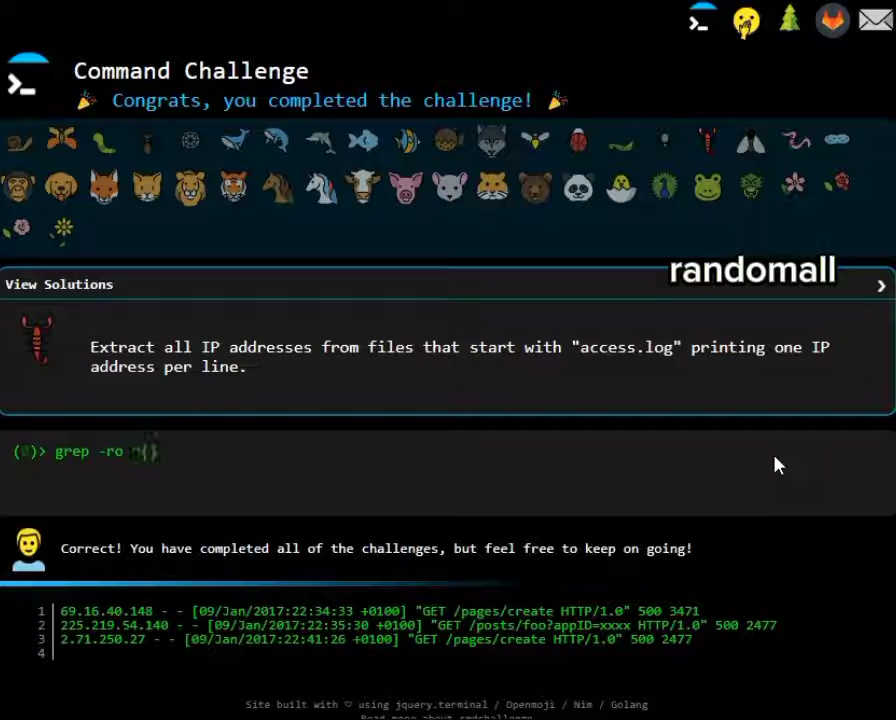 Command Challenge
Congrats, you completed the challenge!
randomall
View Solutions
Extract all IP addresses from files that start with "access.log" printing one IP
address per line.
(0)> grep -ro
Correct! You have completed all of the challenges, but feel free to keep on going!
1 69.16.40.148 - - [09/Jan/2017:22:34:33 +0100] "GET /pages/create HTTP/1.0" 500 3471
2 225.219.54.140 - - [09/Jan/2017:22:35:30 +0100] "GET /posts/foo?appID=xxxx HTTP/1.0" 500 2477
3 2.71.250.27 - - [09/Jan/2017:22:41:26 +0100] "GET /pages/create HTTP/1.0" 500 2477
4
Site built with ♡ using jquery.terminal / Openmoji / Nim / Golang
Read more about cmdchallenge